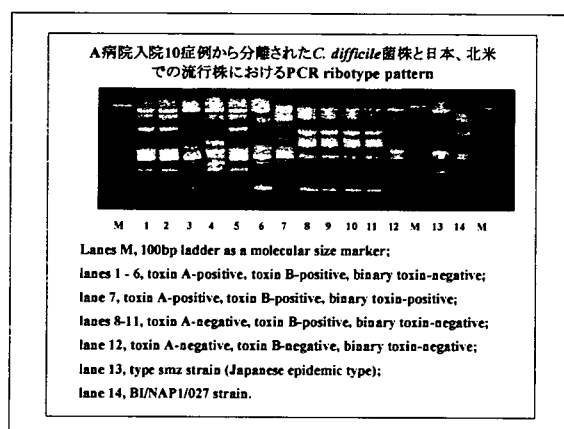 A病院入院10症例から分離されたC. difficile菌株と日本、北米
での流行株におけるPCR ribotype pattern
M 1 2 3 4 5 6 7 8 9 10 11 12 M 13 14 M
Lanes M, 100bp ladder as a molecular size marker;
lanes 1 - 6, toxin A-positive, toxin B-positive, binary toxin-negative;
lane 7, toxin A-positive, toxin B-positive, binary toxin-positive;
lanes 8-11, toxin A-negative, toxin B-positive, binary toxin-negative;
lane 12, toxin A-negative, toxin B-negative, binary toxin-negative;
lane 13, type smz strain (Japanese epidemic type);
lane 14, BI/NAP1/027 strain.